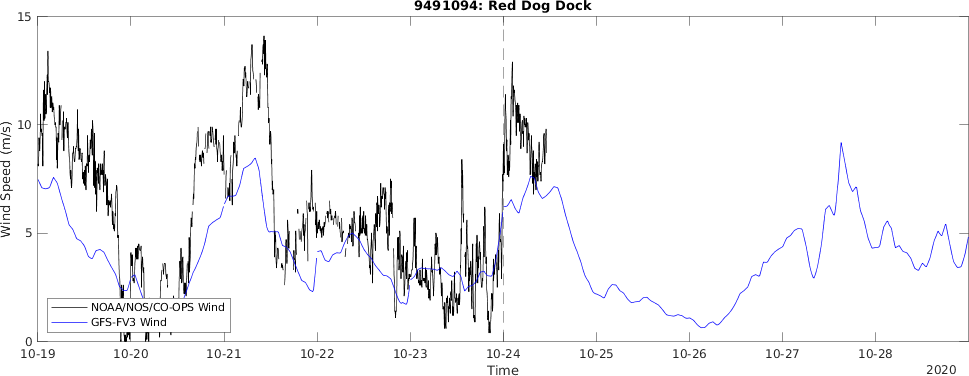 9491094: Red Dog Dock
15
10
5
0
Wind Speed (m/s)
NOAA/NOS/CO-OPS Wind
GFS-FV3 Wind
10-19 10-20 10-21 10-22 10-23 10-24 10-25 10-26 10-27 10-28
Time
2020